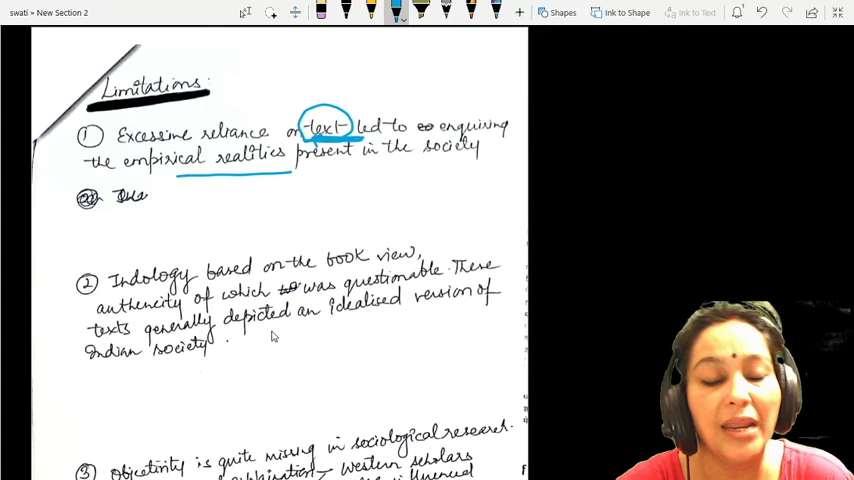 swati » New Section 2
Shapes
Ink to Shape
Ink to Text
Limitations.
① Excessive reliance on text led to enquiring
the empirical realities present in the society
② Indology based on the book view,
authencity of which was questionable. These
texts generally depicted an idealised version of
Indian society.
③ Objectivity is quite missing in sociological research.
western scholars
influenced